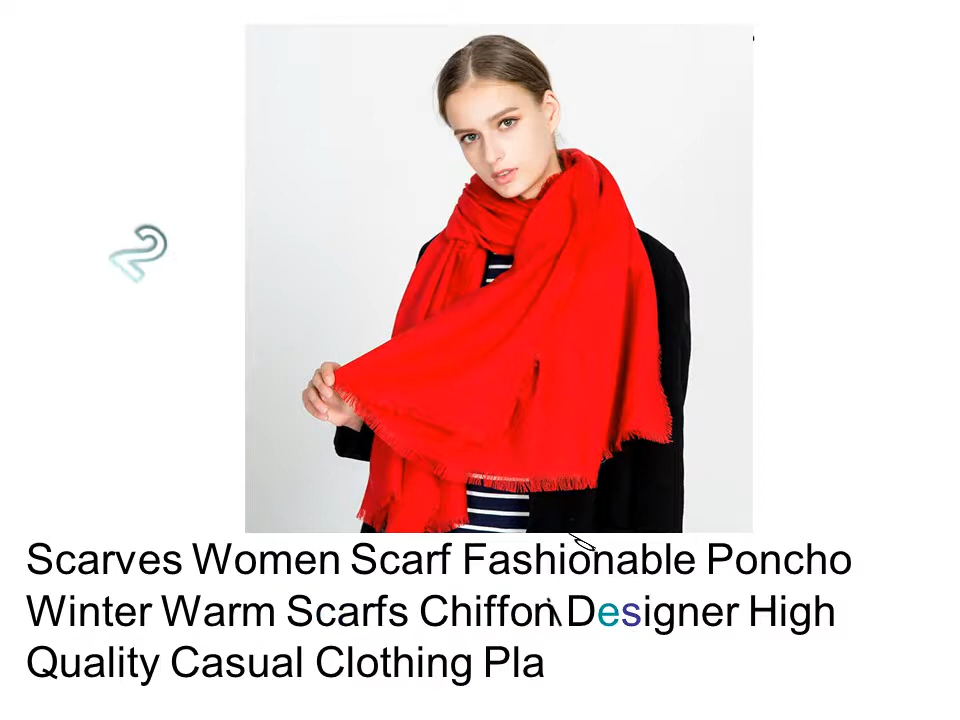 Scarves Women Scarf Fashionable Poncho
Winter Warm Scarfs Chiffon Designer High
Quality Casual Clothing Pla